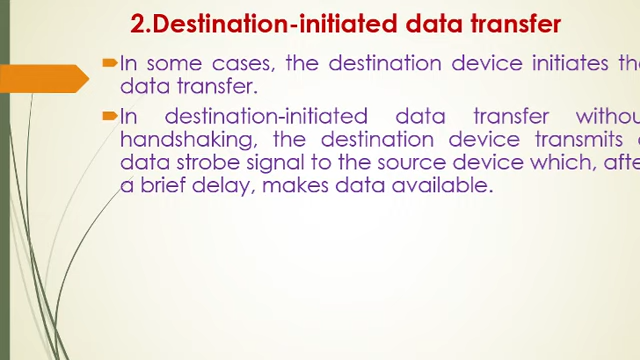 2.Destination-initiated data transfer
In some cases, the destination device initiates th
data transfer.
In destination-initiated data transfer withou
handshaking, the destination device transmits
data strobe signal to the source device which, afte
a brief delay, makes data available.